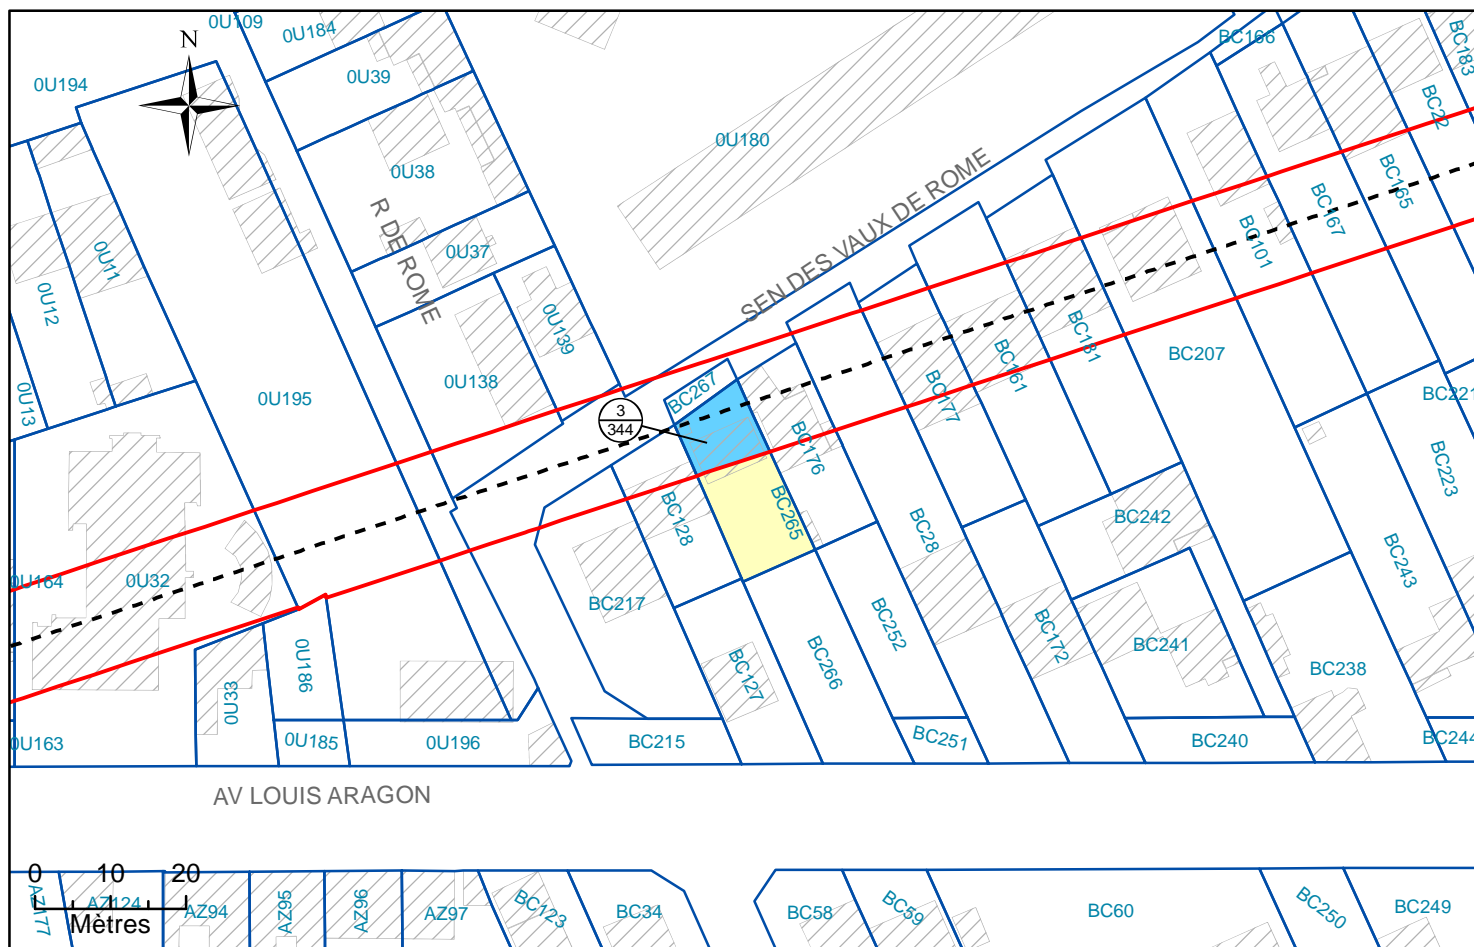 0U109
0U184
BC166
BC183
N
0U39
0U194
BC22
0U180
0U38
SEN DES VAUX DE ROME
BC165
R DE ROME
BC167
BC101
0U37
0U11
0U12
0U139
BC181
BC207
BC161
0U138
BC267
BC177
BC221
0U195
0U13
3
344
BC176
BC223
BC128
BC265
BC242
BC28
BC243
0U164
0U32
BC217
BC252
BC172
BC241
0U186
BC127
BC266
BC238
0U33
0U163
0U185
0U196
BC215
BC251
BC240
BC244
AV LOUIS ARAGON
0 10 20
Mètres
AZ177
AZ124
AZ94
AZ95
AZ96
AZ97
BC123
BC34
BC58
BC59
BC60
BC250
BC249